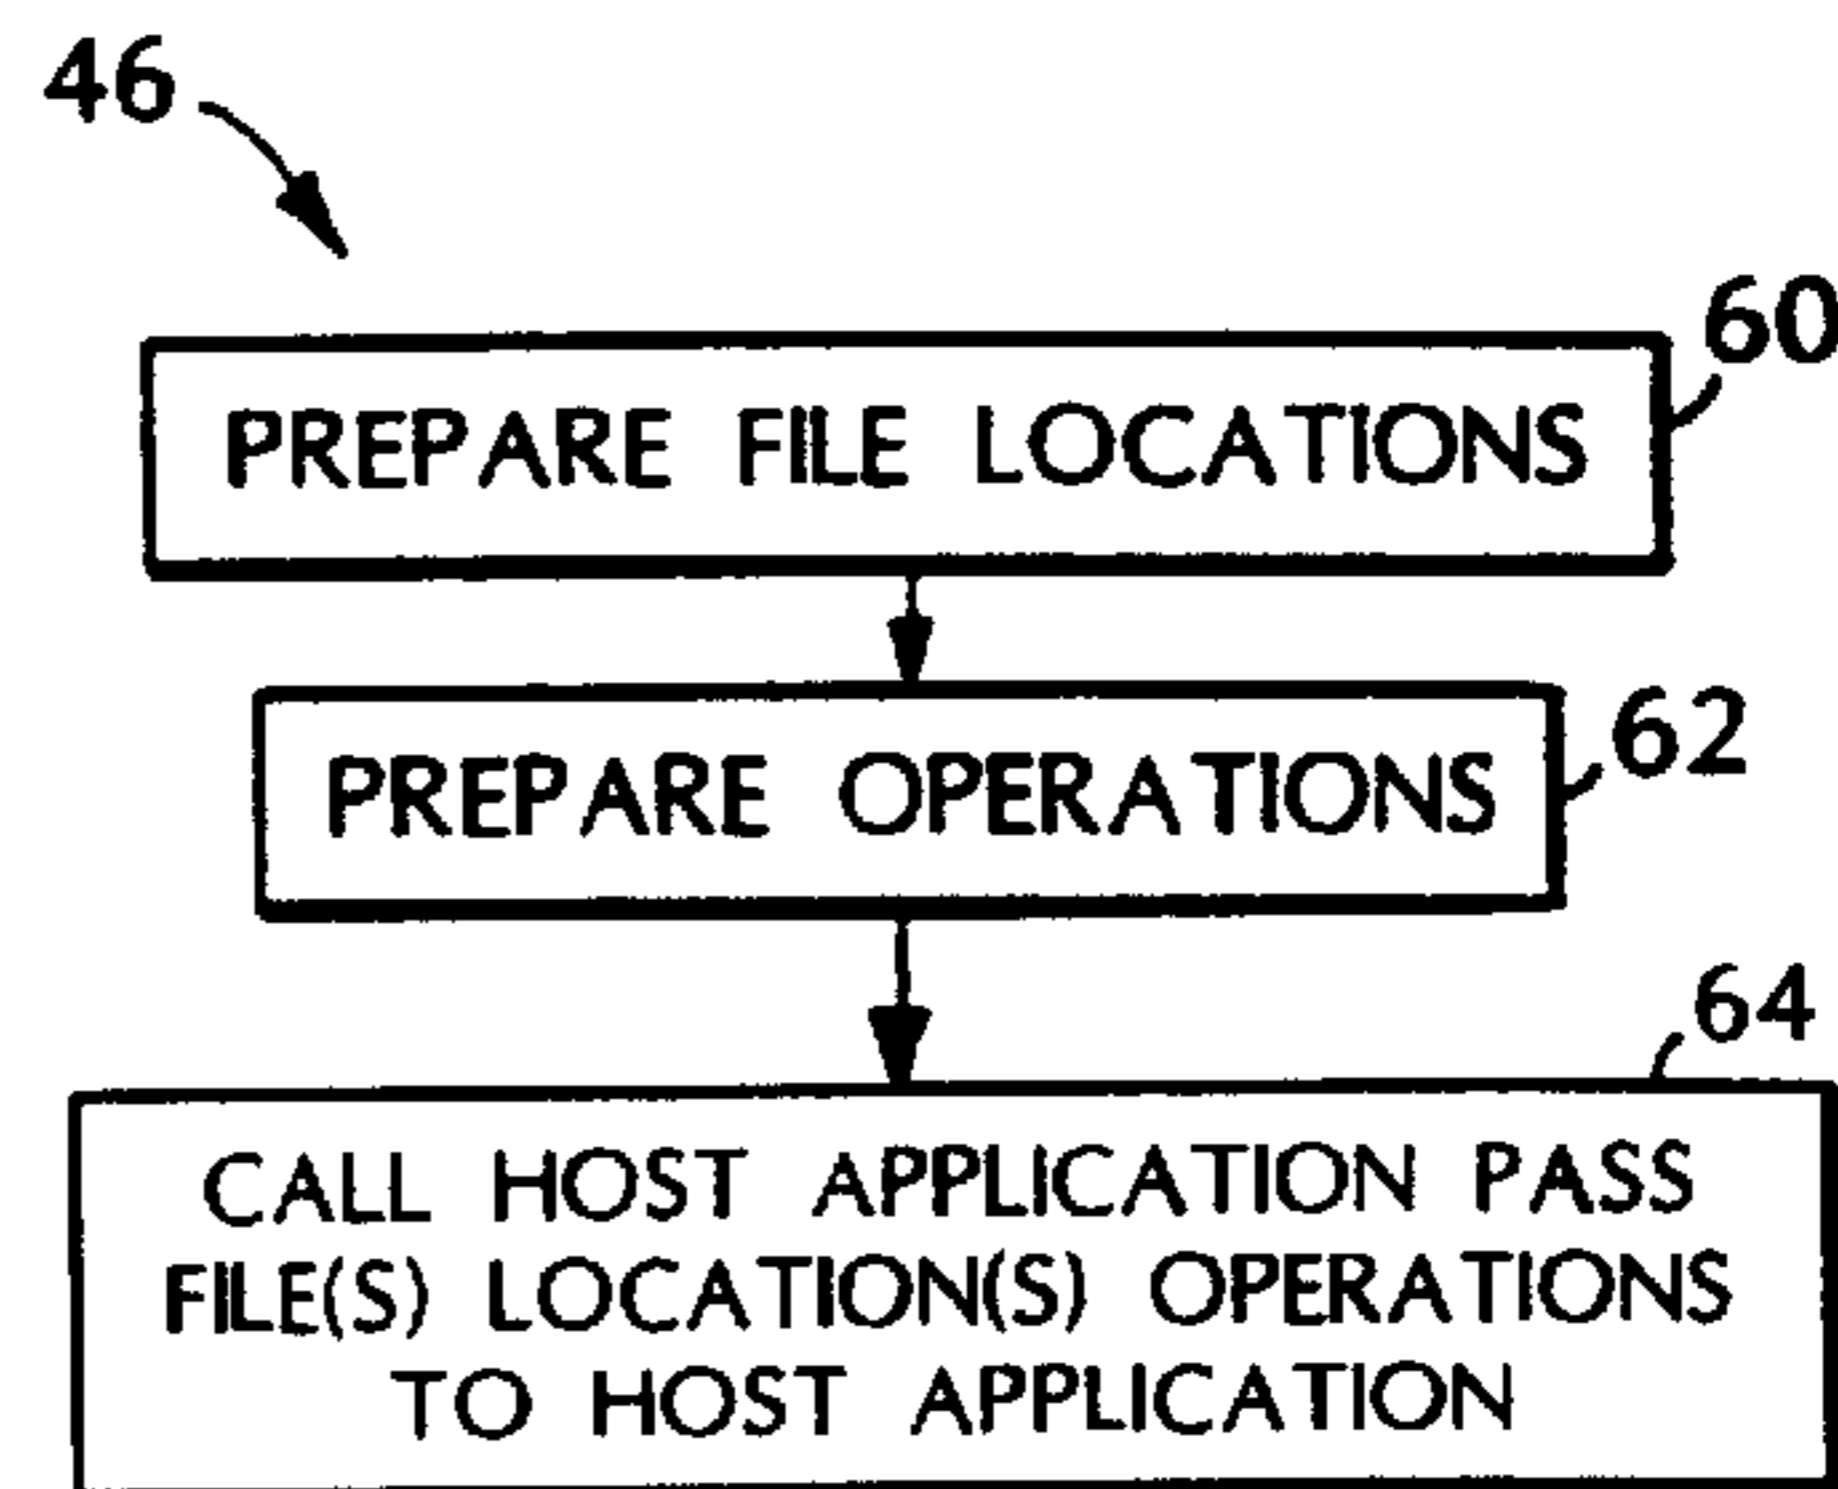 46
60
PREPARE FILE LOCATIONS
62
PREPARE OPERATIONS
64
CALL HOST APPLICATION PASS
FILE(S) LOCATION(S) OPERATIONS
TO HOST APPLICATION